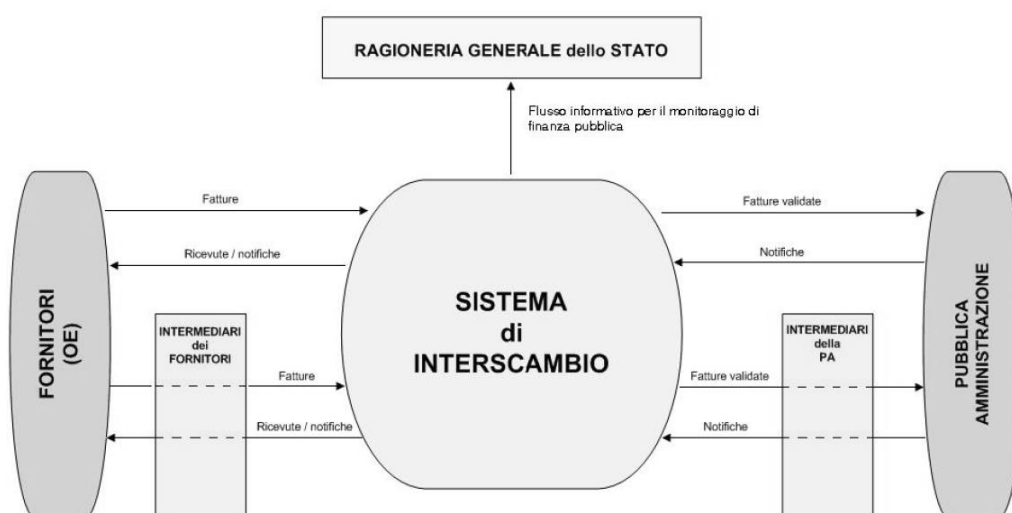 RAGIONERIA GENERALE dello STATO
Flusso informativo per il monitoraggio di
finanza pubblica
FORNITORI
(OE)
Fatture
Ricevute / notifiche
INTERMEDIARI
dei
FORNITORI
Fatture
Ricevute / notifiche
SISTEMA
di
INTERSCAMBIO
Fatture validate
Notifiche
INTERMEDIARI
della
PA
Fatture validate
Notifiche
PUBBLICA
AMMINISTRAZIONE